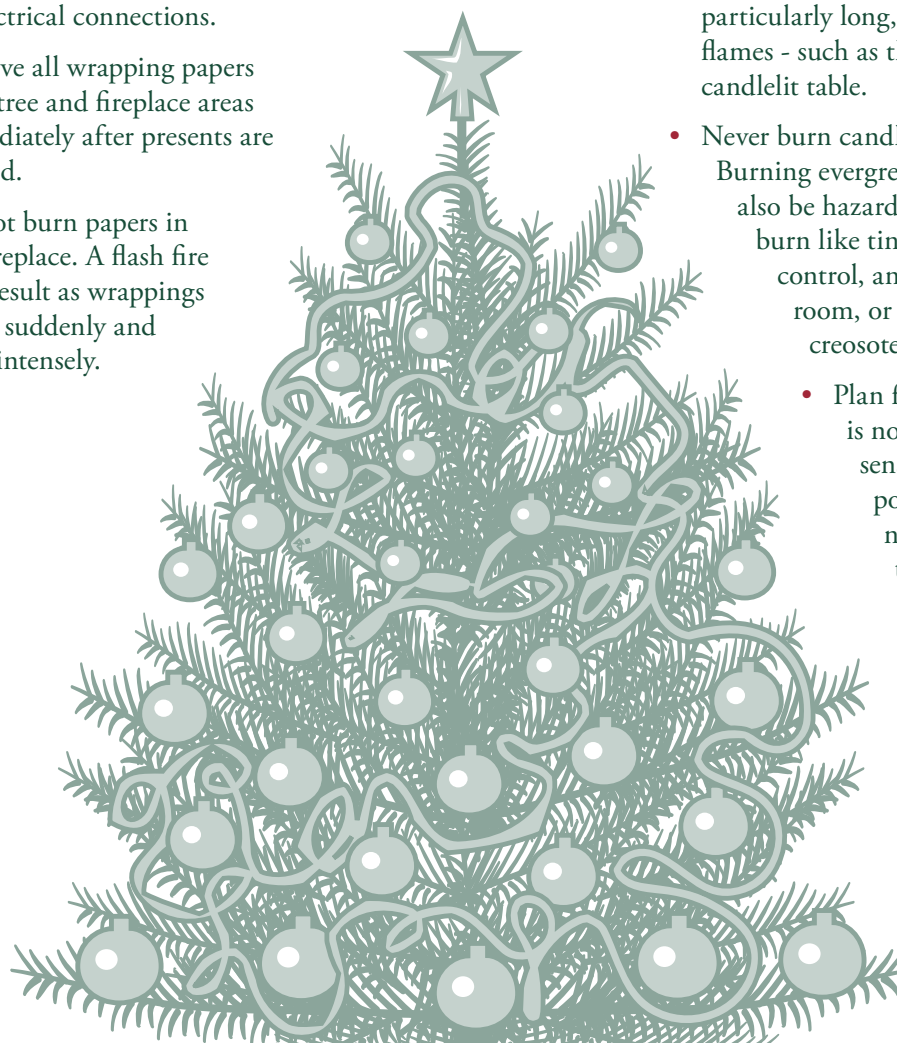 ctrical connections.
ve all wrapping papers
tree and fireplace areas
diately after presents are
d.
ot burn papers in
replace. A flash fire
esult as wrappings
suddenly and
intensely.
particularly long,
flames - such as th
candlelit table.
• Never burn candl
Burning evergre
also be hazard
burn like tin
control, an
room, or
creosote
• Plan f
is no
sen
po
n
t